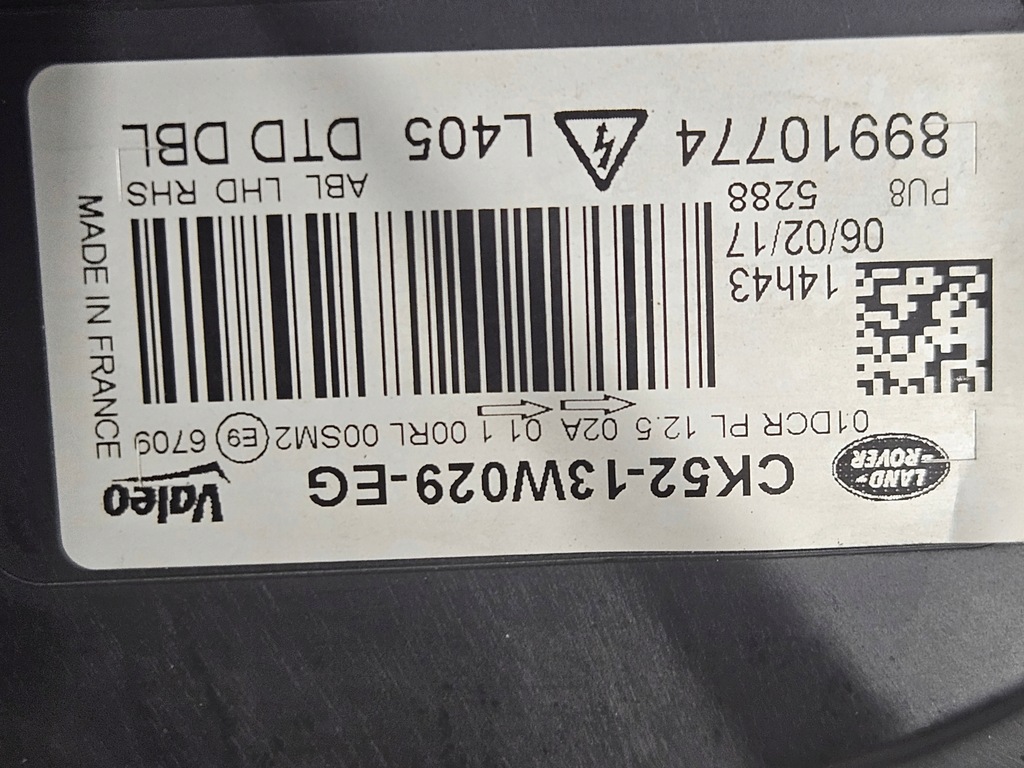 LAND-
-ROVER
CK52-13W029-EG
Valeo
01DCR PL 12.5 02A 01 1 00RL 00SM2 E9 6709
14h43
06/02/17
PU8 5288
ABL LHD RHS
89910774 L405 DTD DBL
MADE IN FRANCE